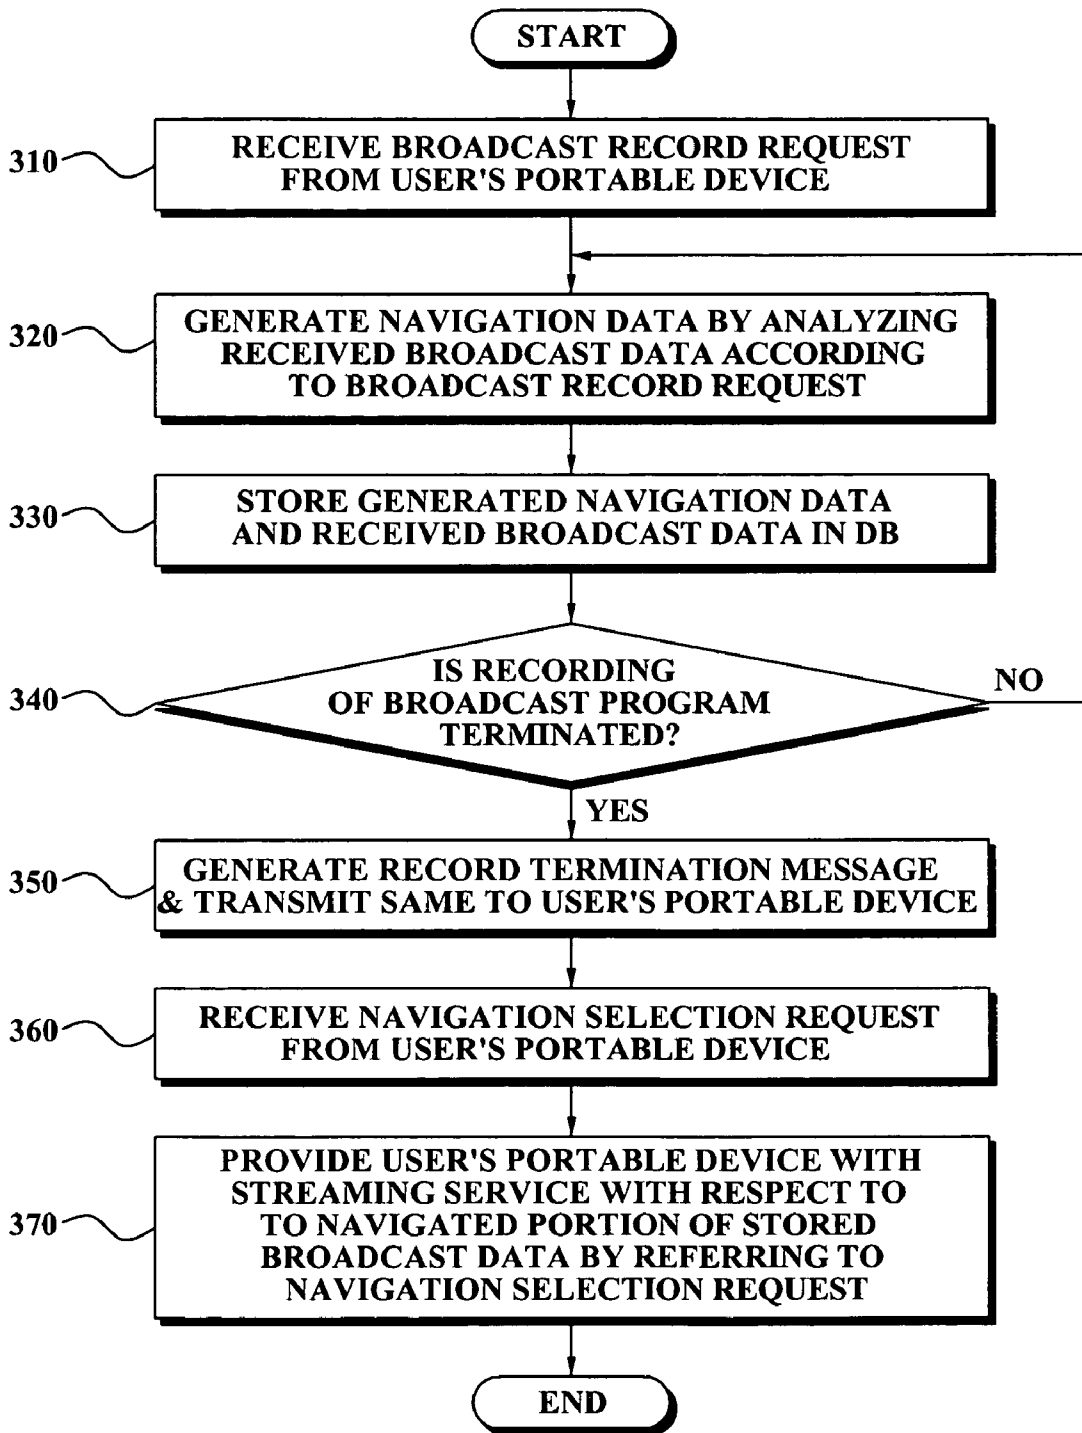 START
310
RECEIVE BROADCAST RECORD REQUEST
FROM USER'S PORTABLE DEVICE
320
GENERATE NAVIGATION DATA BY ANALYZING
RECEIVED BROADCAST DATA ACCORDING
TO BROADCAST RECORD REQUEST
330
STORE GENERATED NAVIGATION DATA
AND RECEIVED BROADCAST DATA IN DB
340
IS RECORDING
OF BROADCAST PROGRAM
TERMINATED?
NO
YES
350
GENERATE RECORD TERMINATION MESSAGE
& TRANSMIT SAME TO USER'S PORTABLE DEVICE
360
RECEIVE NAVIGATION SELECTION REQUEST
FROM USER'S PORTABLE DEVICE
370
PROVIDE USER'S PORTABLE DEVICE WITH
STREAMING SERVICE WITH RESPECT TO
TO NAVIGATED PORTION OF STORED
BROADCAST DATA BY REFERRING TO
NAVIGATION SELECTION REQUEST
END